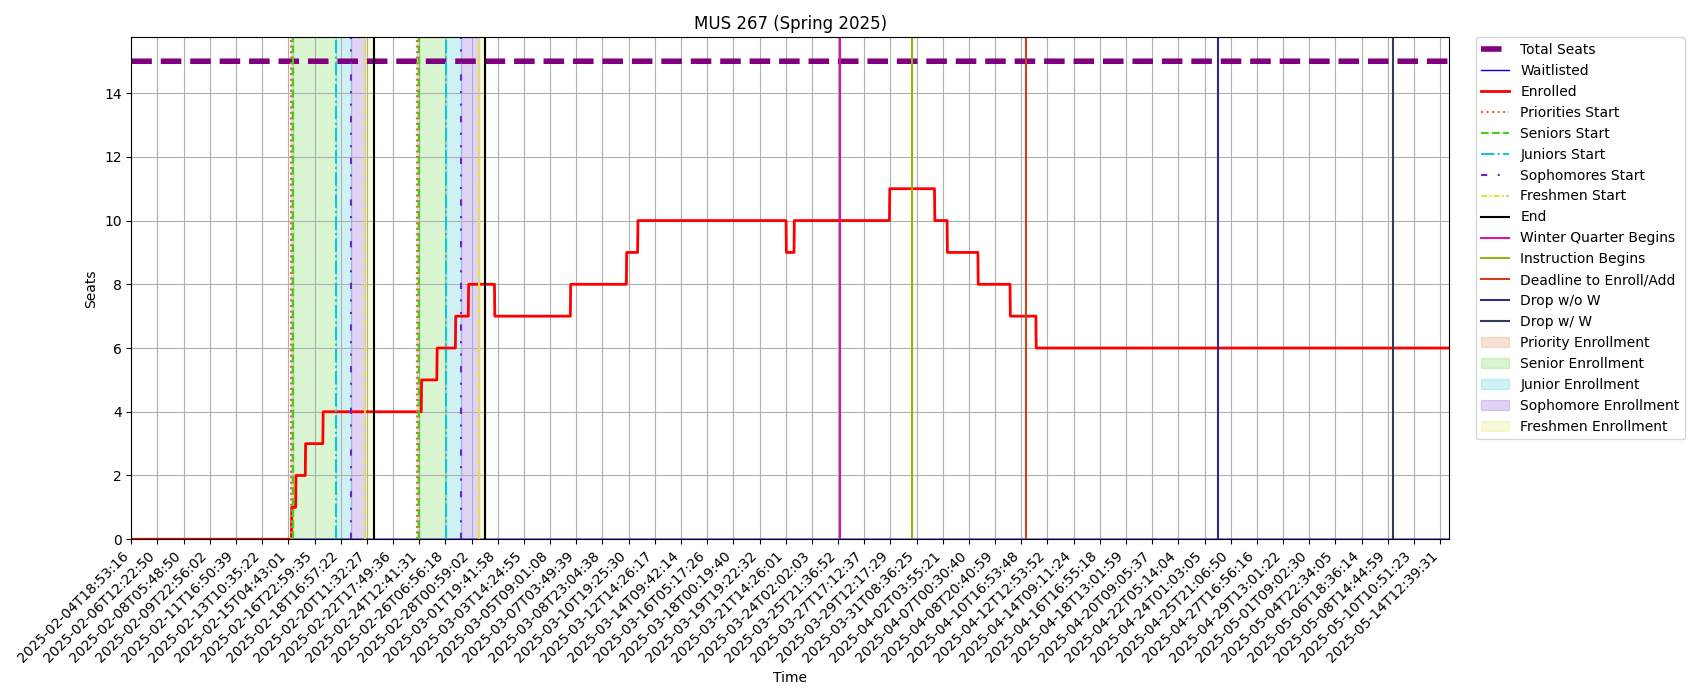 MUS 267 (Spring 2025)
Seats
14
12
10
8
6
4
2
0
Total Seats
Waitlisted
Enrolled
Priorities Start
Seniors Start
Juniors Start
Sophomores Start
Freshmen Start
End
Winter Quarter Begins
Instruction Begins
Deadline to Enroll/Add
Drop w/o W
Drop w/ W
Priority Enrollment
Senior Enrollment
Junior Enrollment
Sophomore Enrollment
Freshmen Enrollment
2025-02-04T18:53:16
2025-02-06T12:22:50
2025-02-08T05:48:50
2025-02-09T22:56:02
2025-02-11T16:50:39
2025-02-13T10:35:22
2025-02-15T04:43:01
2025-02-16T22:59:35
2025-02-18T16:57:22
2025-02-20T11:32:27
2025-02-22T17:49:36
2025-02-24T12:41:31
2025-02-26T06:56:18
2025-02-28T00:59:02
2025-03-01T19:41:58
2025-03-03T14:24:55
2025-03-05T09:01:08
2025-03-07T03:49:39
2025-03-08T23:04:38
2025-03-10T19:25:30
2025-03-12T14:26:17
2025-03-14T09:42:14
2025-03-16T05:17:26
2025-03-18T00:19:40
2025-03-19T19:22:32
2025-03-21T14:26:01
2025-03-24T02:02:03
2025-03-25T21:36:52
2025-03-27T17:12:37
2025-03-29T12:17:29
2025-03-31T08:36:25
2025-04-02T03:55:21
2025-04-07T00:30:40
2025-04-08T20:40:59
2025-04-10T16:53:48
2025-04-12T12:53:52
2025-04-14T09:11:24
2025-04-16T16:55:18
2025-04-18T13:01:59
2025-04-20T09:05:37
2025-04-22T05:14:04
2025-04-24T01:03:05
2025-04-25T21:06:50
2025-04-27T16:56:16
2025-04-29T13:01:22
2025-05-01T09:02:30
2025-05-04T22:34:05
2025-05-06T18:36:14
2025-05-08T14:44:59
2025-05-10T10:51:23
2025-05-14T12:39:31
Time